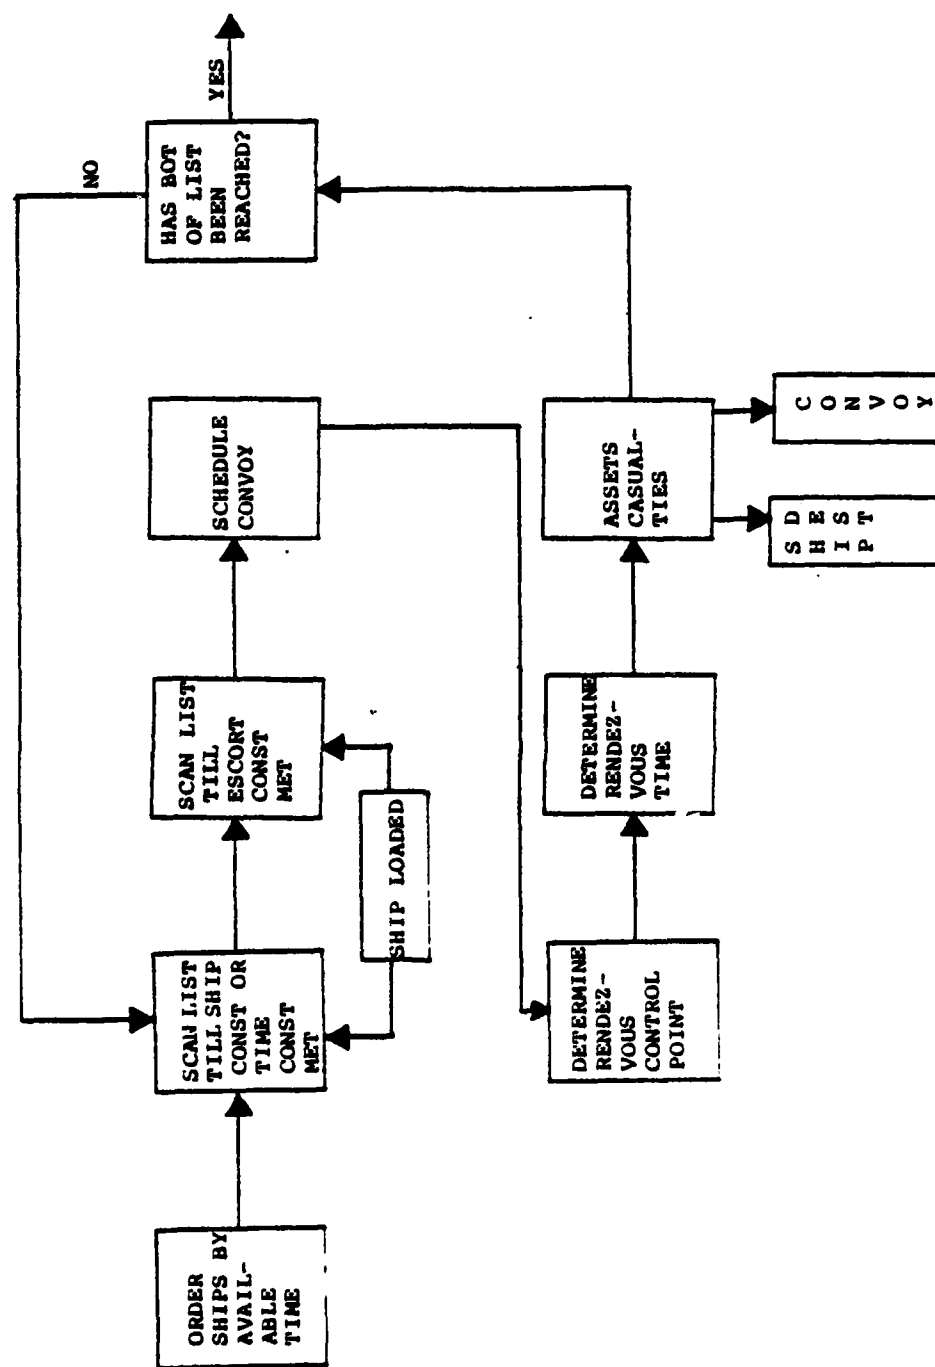 ORDER
SHIPS BY
AVAIL-
ABLE
TIME
SCAN LIST
TILL SHIP
CONST OR
TIME
CONST
MET
SCAN LIST
TILL
ESCORT
CONST
MET
SCHEDULE
CONVOY
NO
HAS BOT
OF LIST
BEEN
REACHED?
YES
SHIP LOADED
DETERMINE
RENDEZ-
VOUS
CONTROL
POINT
DETERMINE
RENDEZ-
VOUS
TIME
ASSETS
CASUAL-
TIES
SHIP
DEST
CONVOY